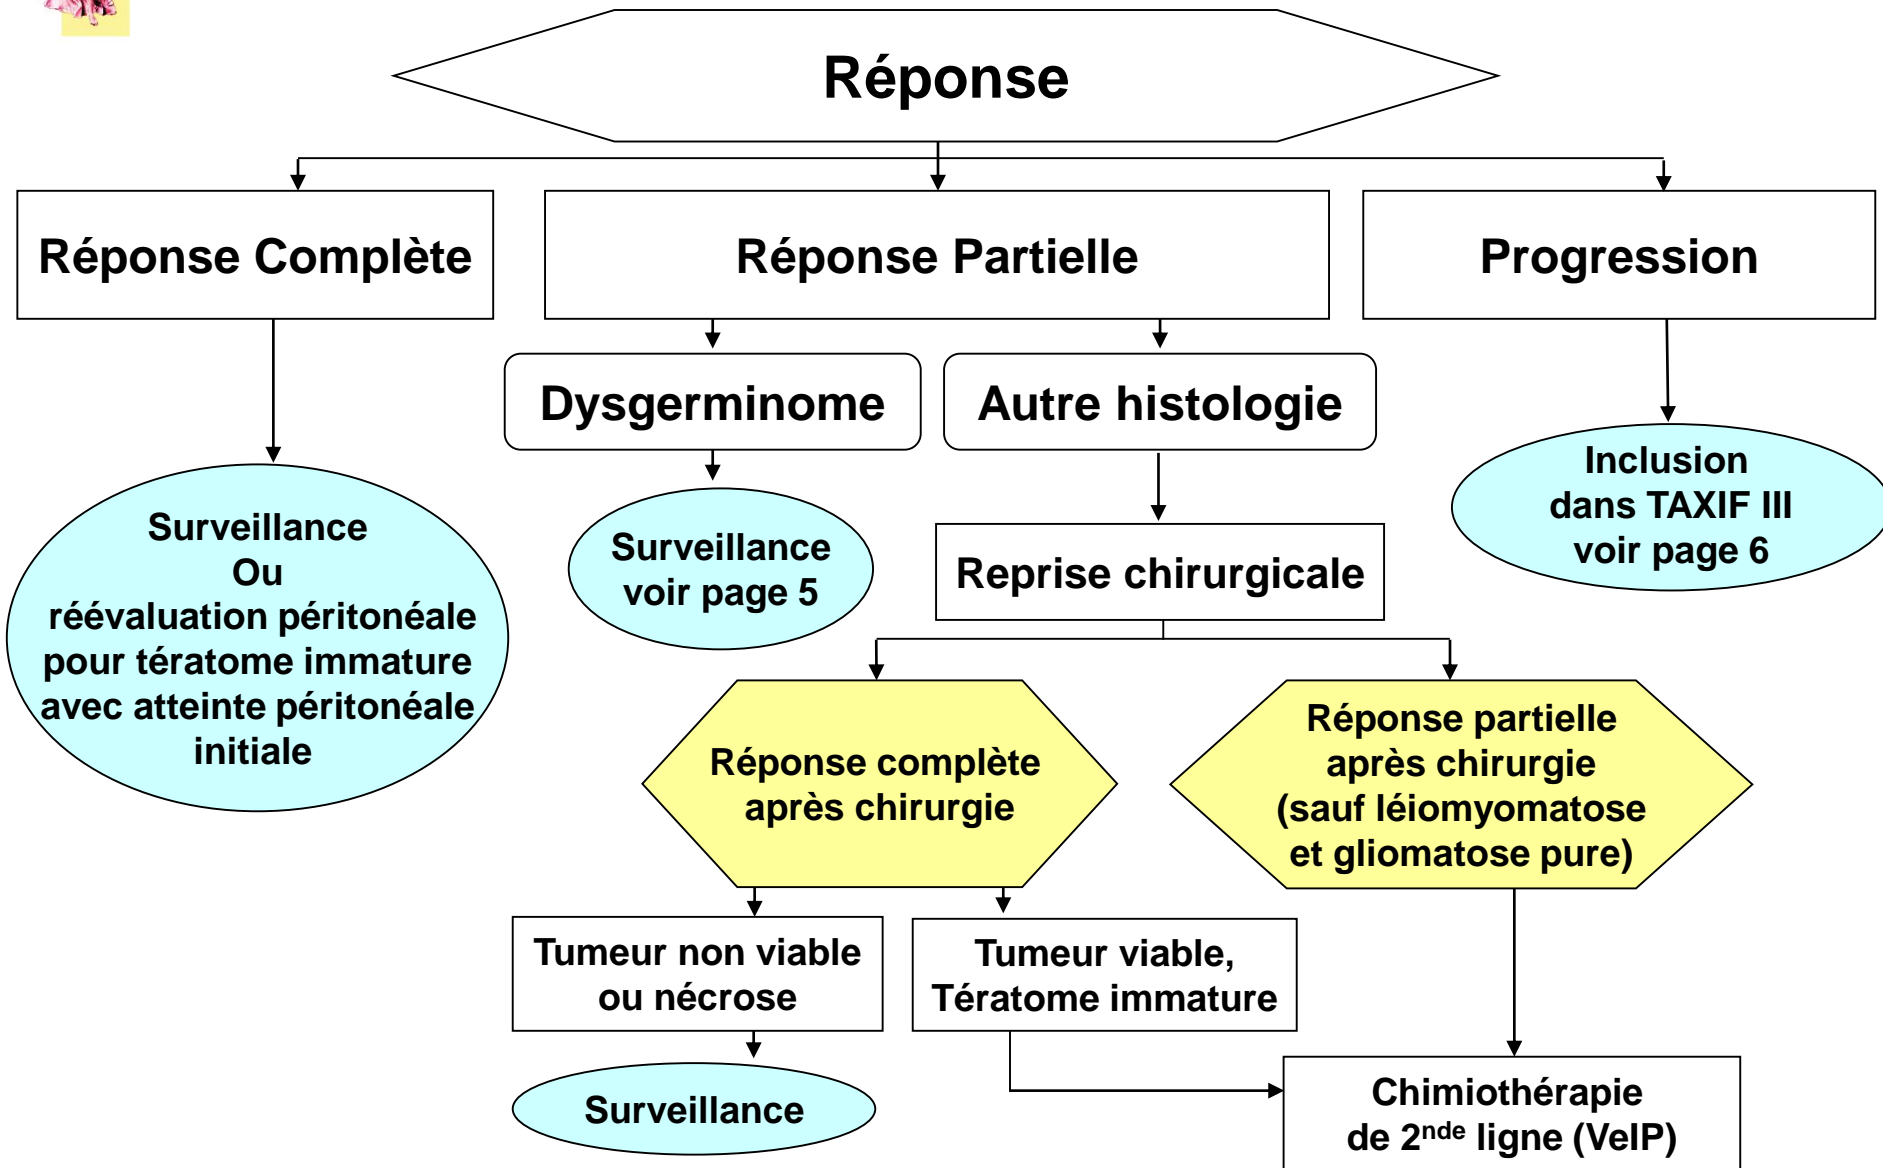 Réponse
Réponse Complète
Réponse Partielle
Progression
Dysgerminome
Autre histologie
Inclusion
dans TAXIF III
voir page 6
Surveillance
Ou
réévaluation péritonéale
pour tératome immature
avec atteinte péritonéale
initiale
Surveillance
voir page 5
Reprise chirurgicale
Réponse complète
après chirurgie
Réponse partielle
après chirurgie
(sauf léiomyomatose
et gliomatose pure)
Tumeur non viable
ou nécrose
Tumeur viable,
Tératome immature
Surveillance
Chimiothérapie
de 2nde ligne (VeIP)